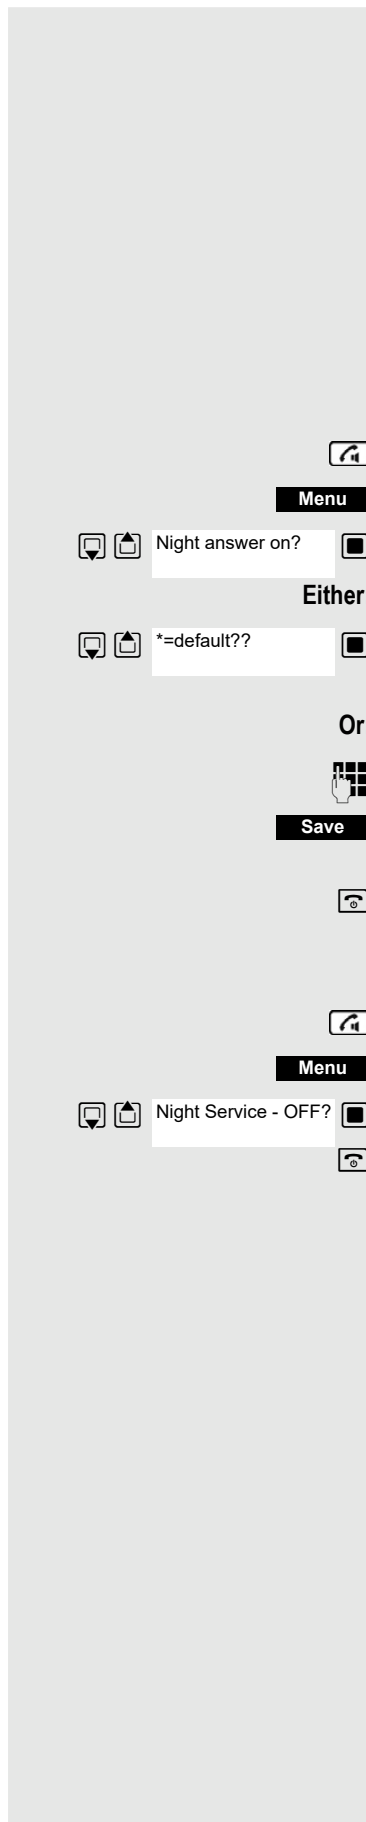 Menu
Night answer on?
Either
*=default??
Or
Save
Menu
Night Service - OFF?